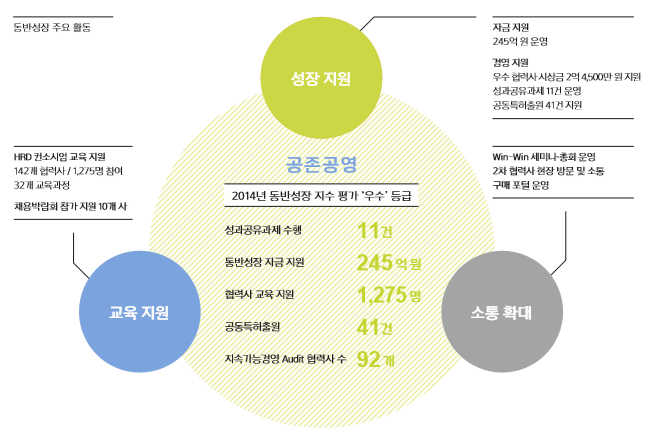 동반성장 주요 활동
성장 지원
자금 지원
245억 원 운영
경영 지원
우수 협력사 시상금 2억 4,500만 원 지원
성과공유과제 11건 운영
공동특허출원 41건 지원
HRD 컨소시엄 교육 지원
142개 협력사 / 1,275명 참여
32개 교육과정
채용박람회 참가 지원 10개 사
교육 지원
Win-Win 세미나·총회 운영
2차 협력사 현장 방문 및 소통
구매 포털 운영
소통 확대
공존공영
2014년 동반성장 지수 평가 '우수' 등급
성과공유과제 수행 11건
동반성장 자금 지원 245억 원
협력사 교육 지원 1,275명
공동특허출원 41건
지속가능경영 Audit 협력사 수 92개